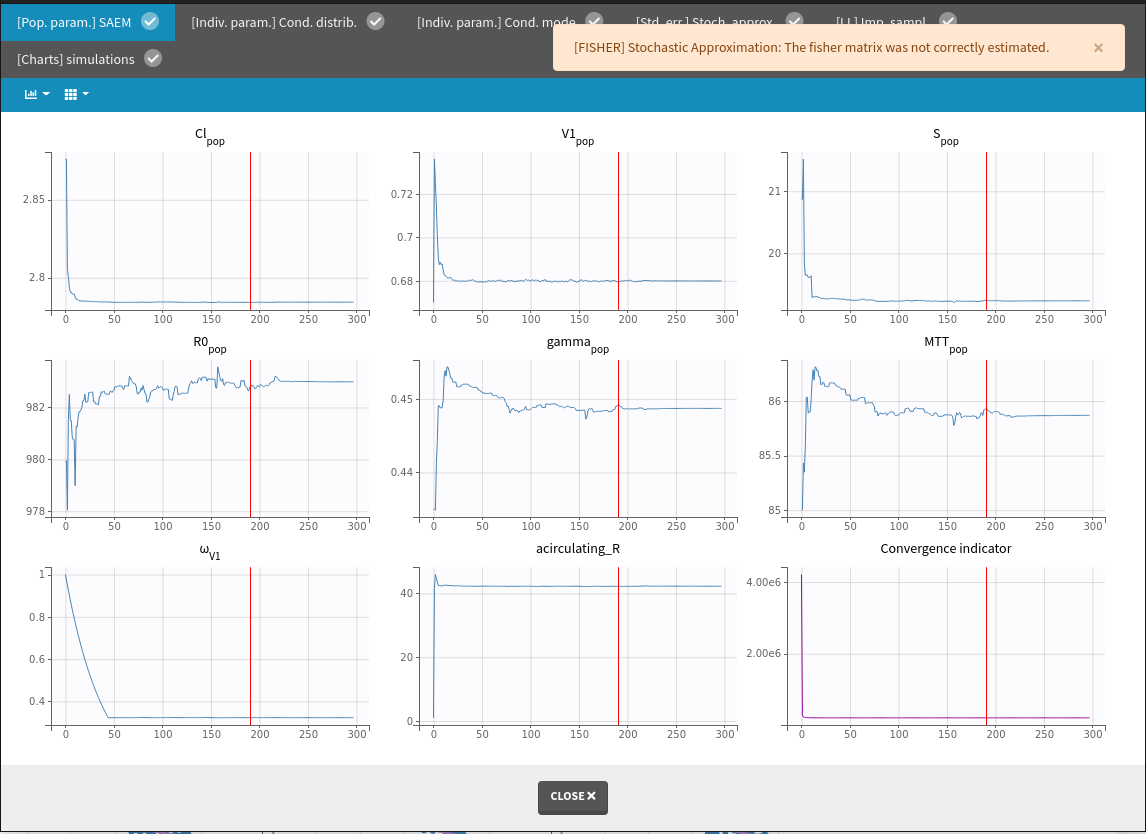 [Pop. param.] SAEM [Indiv. param.] Cond. distrib. [Indiv. param.] Cond. mode [Std. err.] Stoch. approx. [LL] Imp. sampl.
[FISHER] Stochastic Approximation: The fisher matrix was not correctly estimated. ×
[Charts] simulations
Cl pop V1 pop S pop
2.85 2.8 0 50 100 150 200 250 300
0.72 0.7 0.68 0 50 100 150 200 250 300
21 20 0 50 100 150 200 250 300
R0 pop gamma pop MTT pop
982 980 978 0 50 100 150 200 250 300
0.45 0.44 0 50 100 150 200 250 300
86 85.5 85 0 50 100 150 200 250 300
ω V1 acirculating_R Convergence indicator
1 0.8 0.6 0.4 0 50 100 150 200 250 300
40 20 0 0 50 100 150 200 250 300
4.00e6 2.00e6 0 50 100 150 200 250 300
CLOSE ×